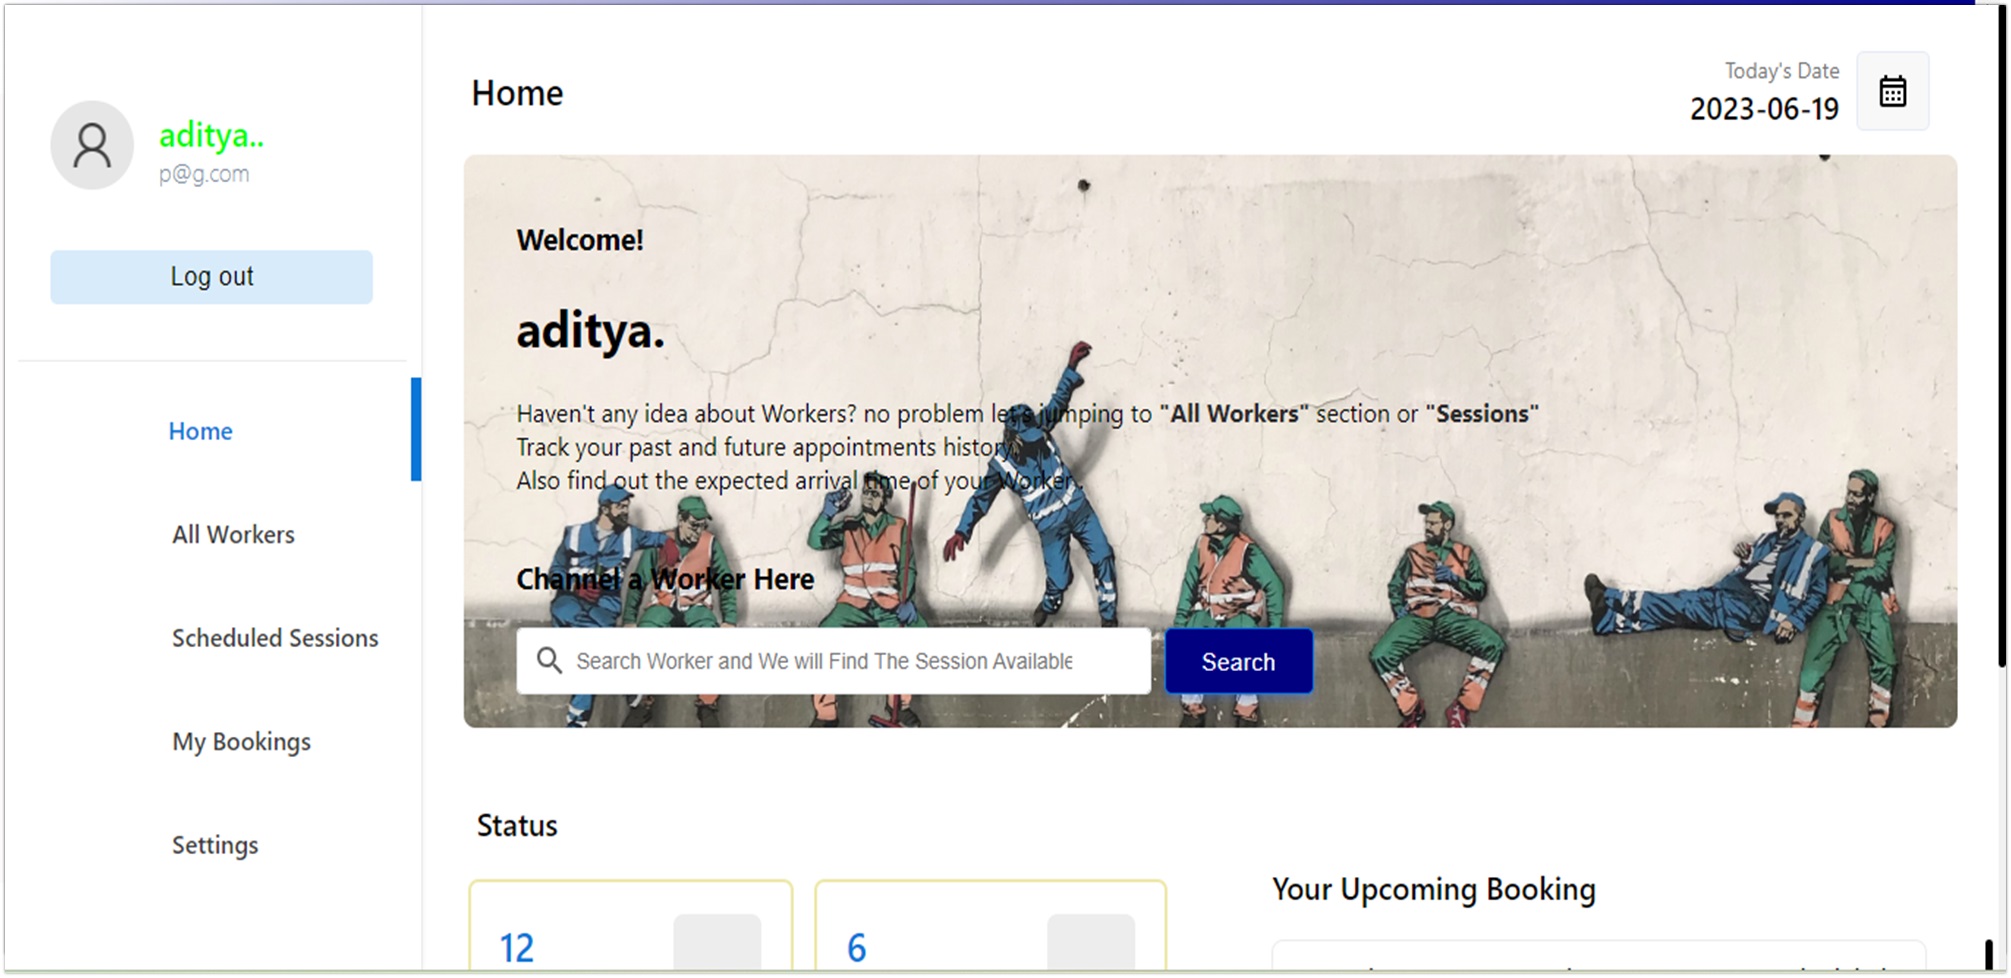 aditya..
p@g.com
Log out
Home
All Workers
Scheduled Sessions
My Bookings
Settings
Home
Today's Date
2023-06-19
Welcome!
aditya.
Haven't any idea about Workers? no problem let's jumping to "All Workers" section or "Sessions"
Track your past and future appointments history.
Also find out the expected arrival time of your Worker.
Channel a Worker Here
Search Worker and We will Find The Session Available
Search
Status
12
6
Your Upcoming Booking